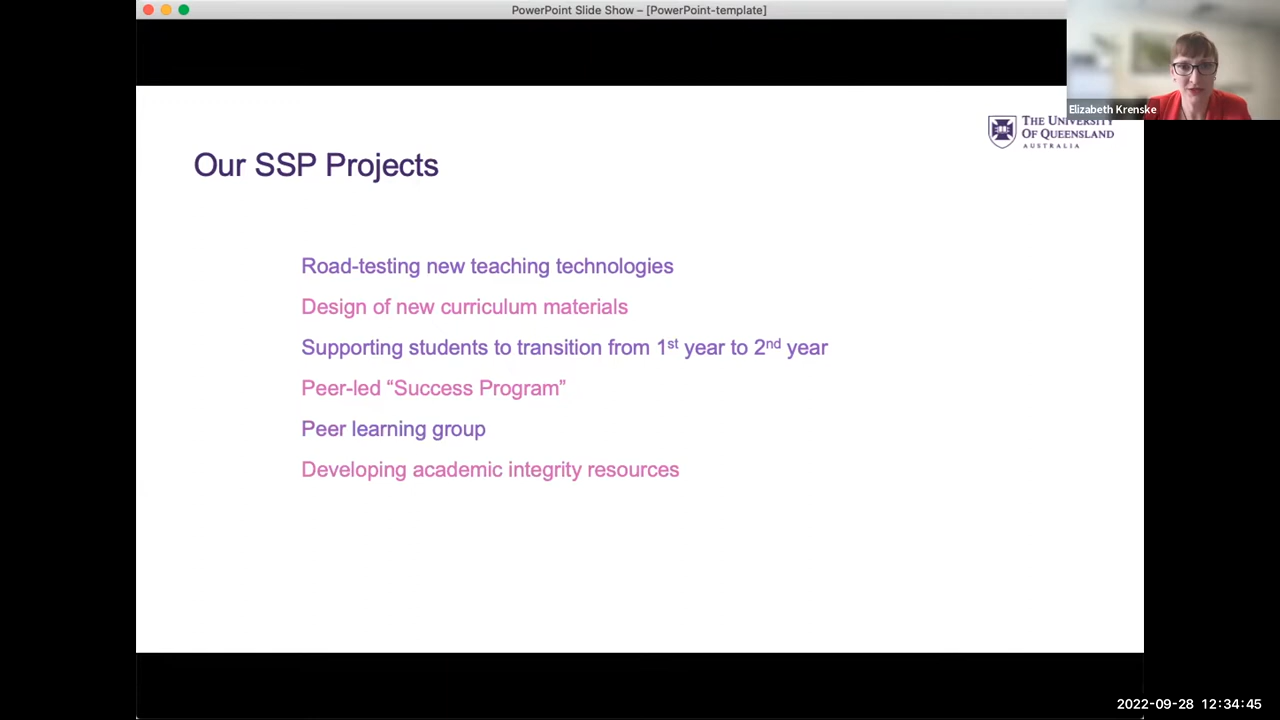 PowerPoint Slide Show – [PowerPoint-template]
Elizabeth Krenske
THE UNIVERSITY
OF QUEENSLAND
AUSTRALIA
Our SSP Projects
Road-testing new teaching technologies
Design of new curriculum materials
Supporting students to transition from 1st year to 2nd year
Peer-led “Success Program”
Peer learning group
Developing academic integrity resources
2022-09-28 12:34:45